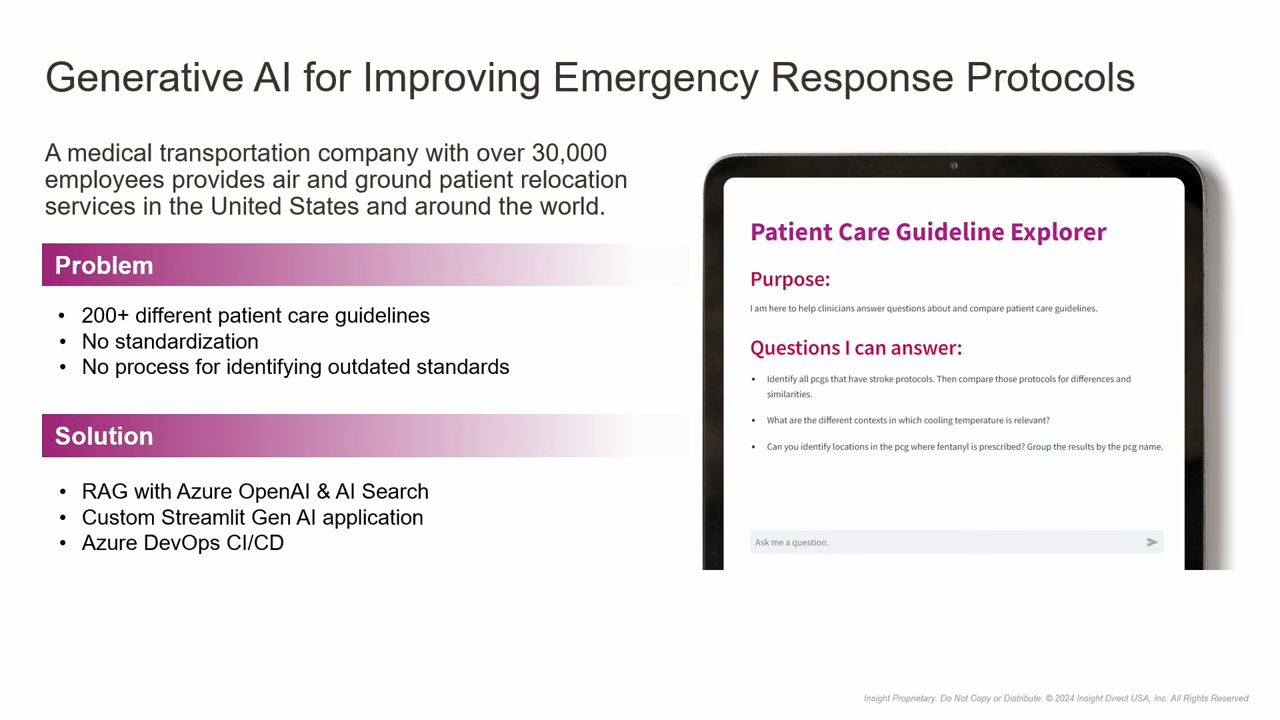 Generative AI for Improving Emergency Response Protocols
A medical transportation company with over 30,000
employees provides air and ground patient relocation
services in the United States and around the world.
Problem
• 200+ different patient care guidelines
• No standardization
• No process for identifying outdated standards
Solution
• RAG with Azure OpenAI & AI Search
• Custom Streamlit Gen AI application
• Azure DevOps CI/CD
Patient Care Guideline Explorer
Purpose:
I am here to help clinicians answer questions about and compare patient care guidelines.
Questions I can answer:
• Identify all pcgs that have stroke protocols. Then compare those protocols for differences and
similarities.
• What are the different contexts in which cooling temperature is relevant?
• Can you identify locations in the pcg where fentanyl is prescribed? Group the results by the pcg name.
Ask me a question.
Insight Proprietary. Do Not Copy or Distribute. © 2024 Insight Direct USA, Inc. All Rights Reserved.